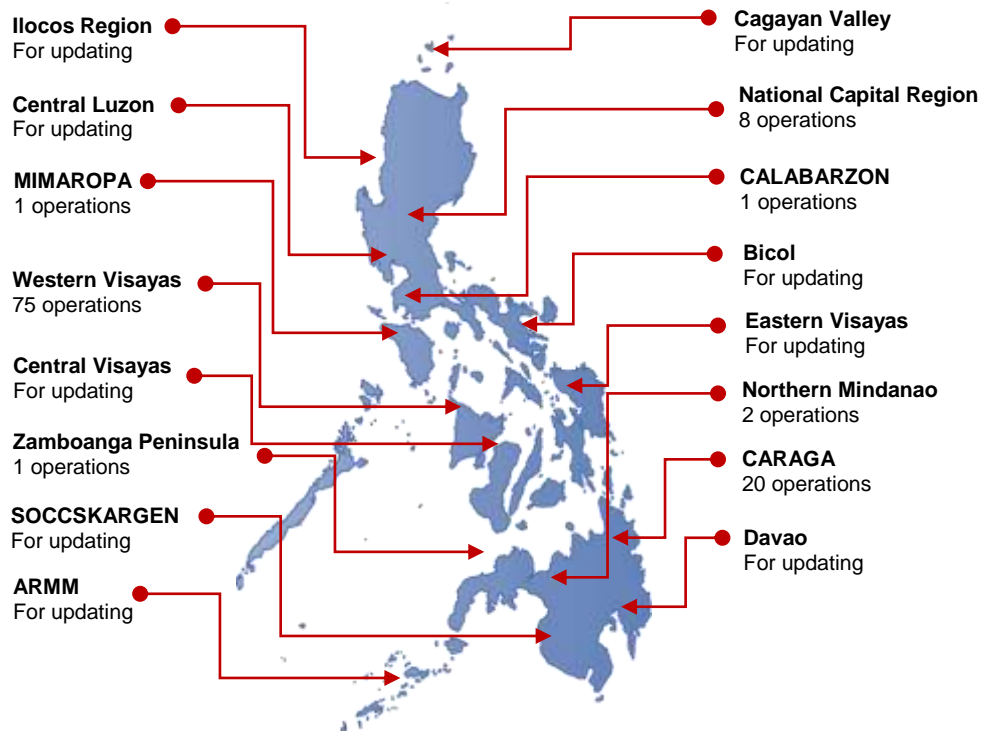 Ilocos Region
For updating
Central Luzon
For updating
MIMAROPA
1 operations
Western Visayas
75 operations
Central Visayas
For updating
Zamboanga Peninsula
1 operations
SOCCSKARGEN
For updating
ARMM
For updating
Cagayan Valley
For updating
National Capital Region
8 operations
CALABARZON
1 operations
Bicol
For updating
Eastern Visayas
For updating
Northern Mindanao
2 operations
CARAGA
20 operations
Davao
For updating